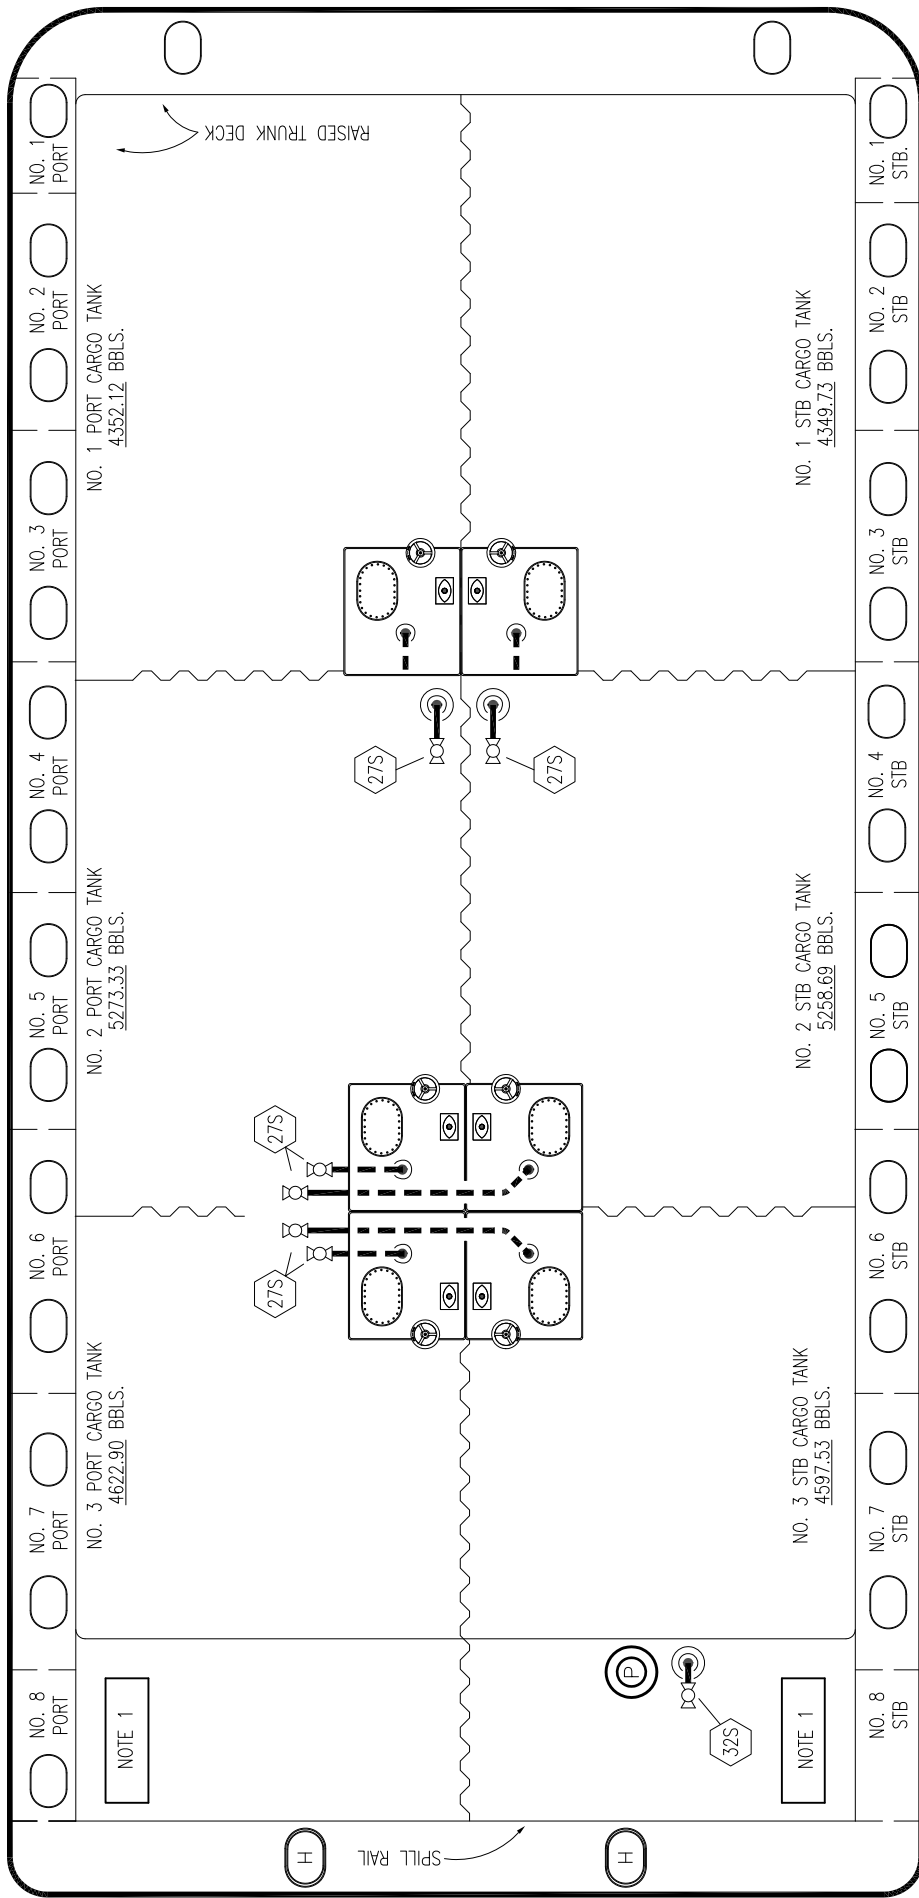 RAISED TRUNK DECK
NO. 1
PORT
NO. 2
PORT
NO. 3
PORT
NO. 4
PORT
NO. 5
PORT
NO. 6
PORT
NO. 7
PORT
NO. 8
PORT
NO. 1 PORT CARGO TANK
4352.12 BBLS.
NO. 2 PORT CARGO TANK
5273.33 BBLS.
NO. 3 PORT CARGO TANK
4622.90 BBLS.
NOTE 1
27S
27S
27S
27S
NO. 1 STB CARGO TANK
4349.73 BBLS.
NO. 2 STB CARGO TANK
5258.69 BBLS.
NO. 3 STB CARGO TANK
4597.53 BBLS.
P
32S
NOTE 1
NO. 1
STB.
NO. 2
STB
NO. 3
STB
NO. 4
STB
NO. 5
STB
NO. 6
STB
NO. 7
STB
NO. 8
STB
H
SPILL RAIL
H